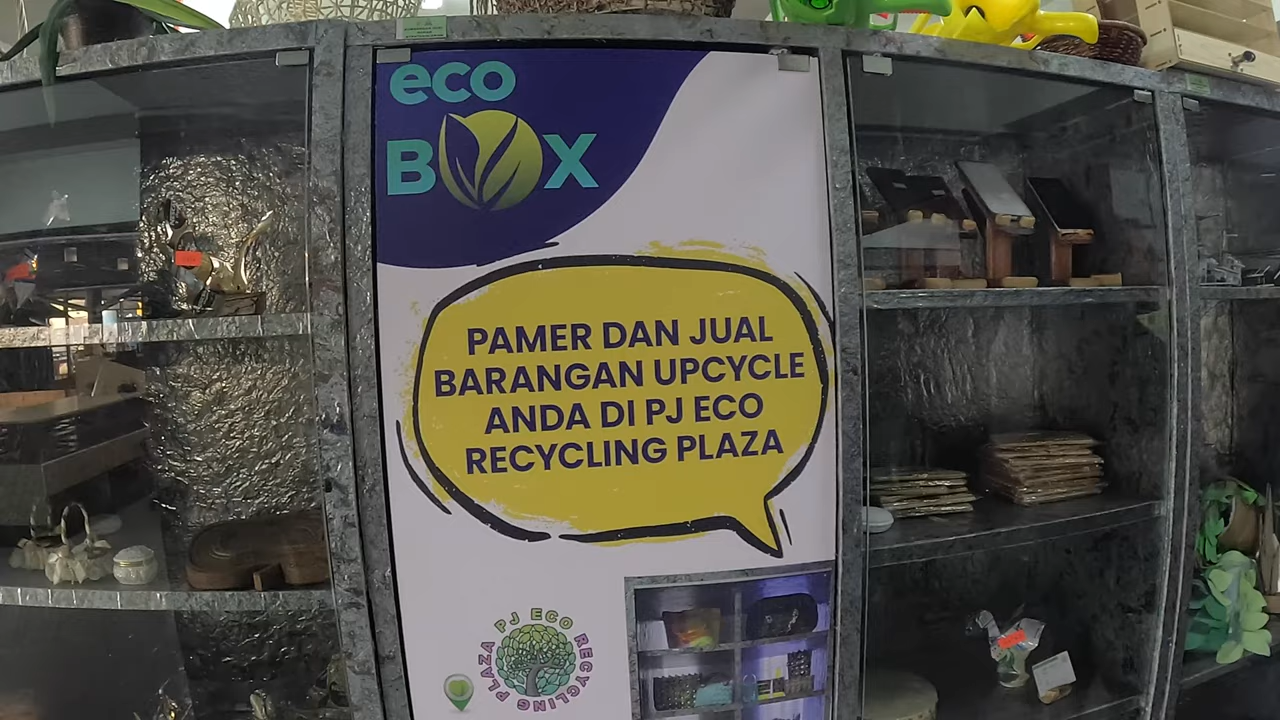 eco
BOX
PAMER DAN JUAL
BARANGAN UPCYCLE
ANDA DI PJ ECO
RECYCLING PLAZA
PJ ECO RECYCLING PLAZA